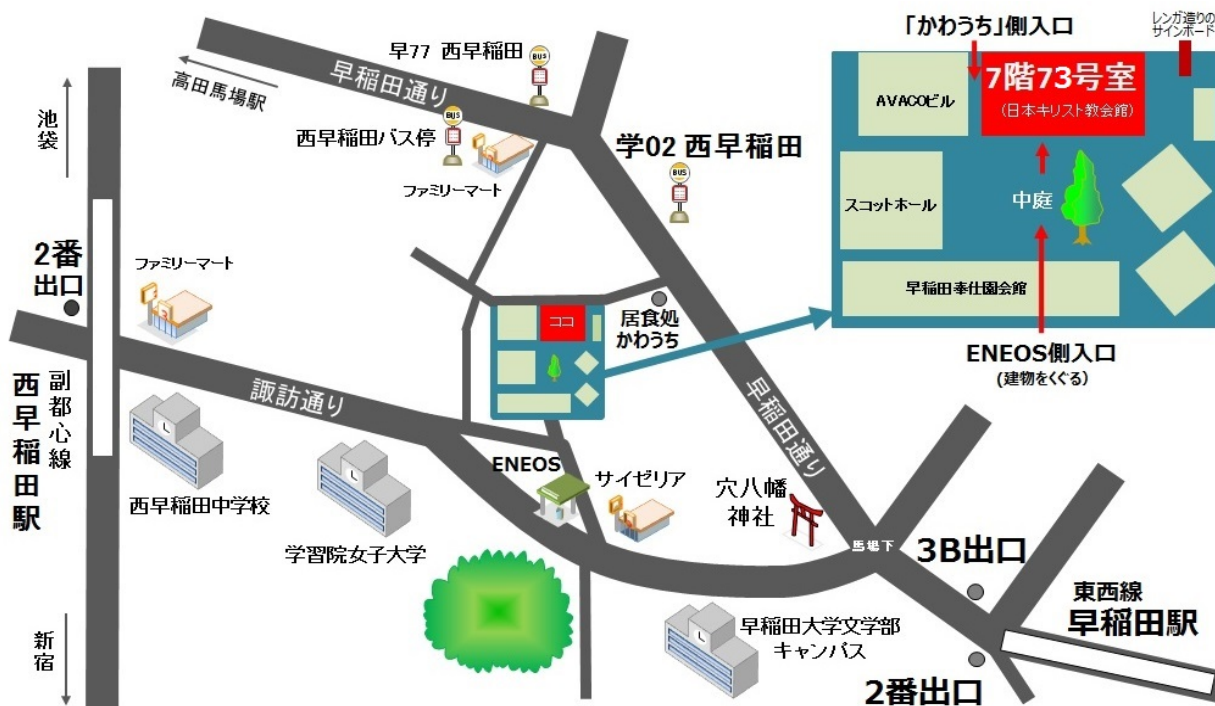 早77 西早稲田
早稲田通り
高田馬場駅
西早稲田バス停
ファミリーマート
学02 西早稲田
池袋
2番
出口
ファミリーマート
諏訪通り
副都心線
西早稲田駅
新宿
西早稲田中学校
学習院女子大学
ココ
居食処
かわうち
早稲田通り
ENEOS
サイゼリア
穴八幡
神社
馬場下
3B出口
東西線
早稲田駅
2番出口
早稲田大学文学部
キャンパス
「かわうち」側入口
レンガ造りの
サインボード
AVACOビル
7階73号室
(日本キリスト教会館)
スコットホール
中庭
早稲田奉仕園会館
ENEOS側入口
(建物をくぐる)
BUS
BUS
BUS